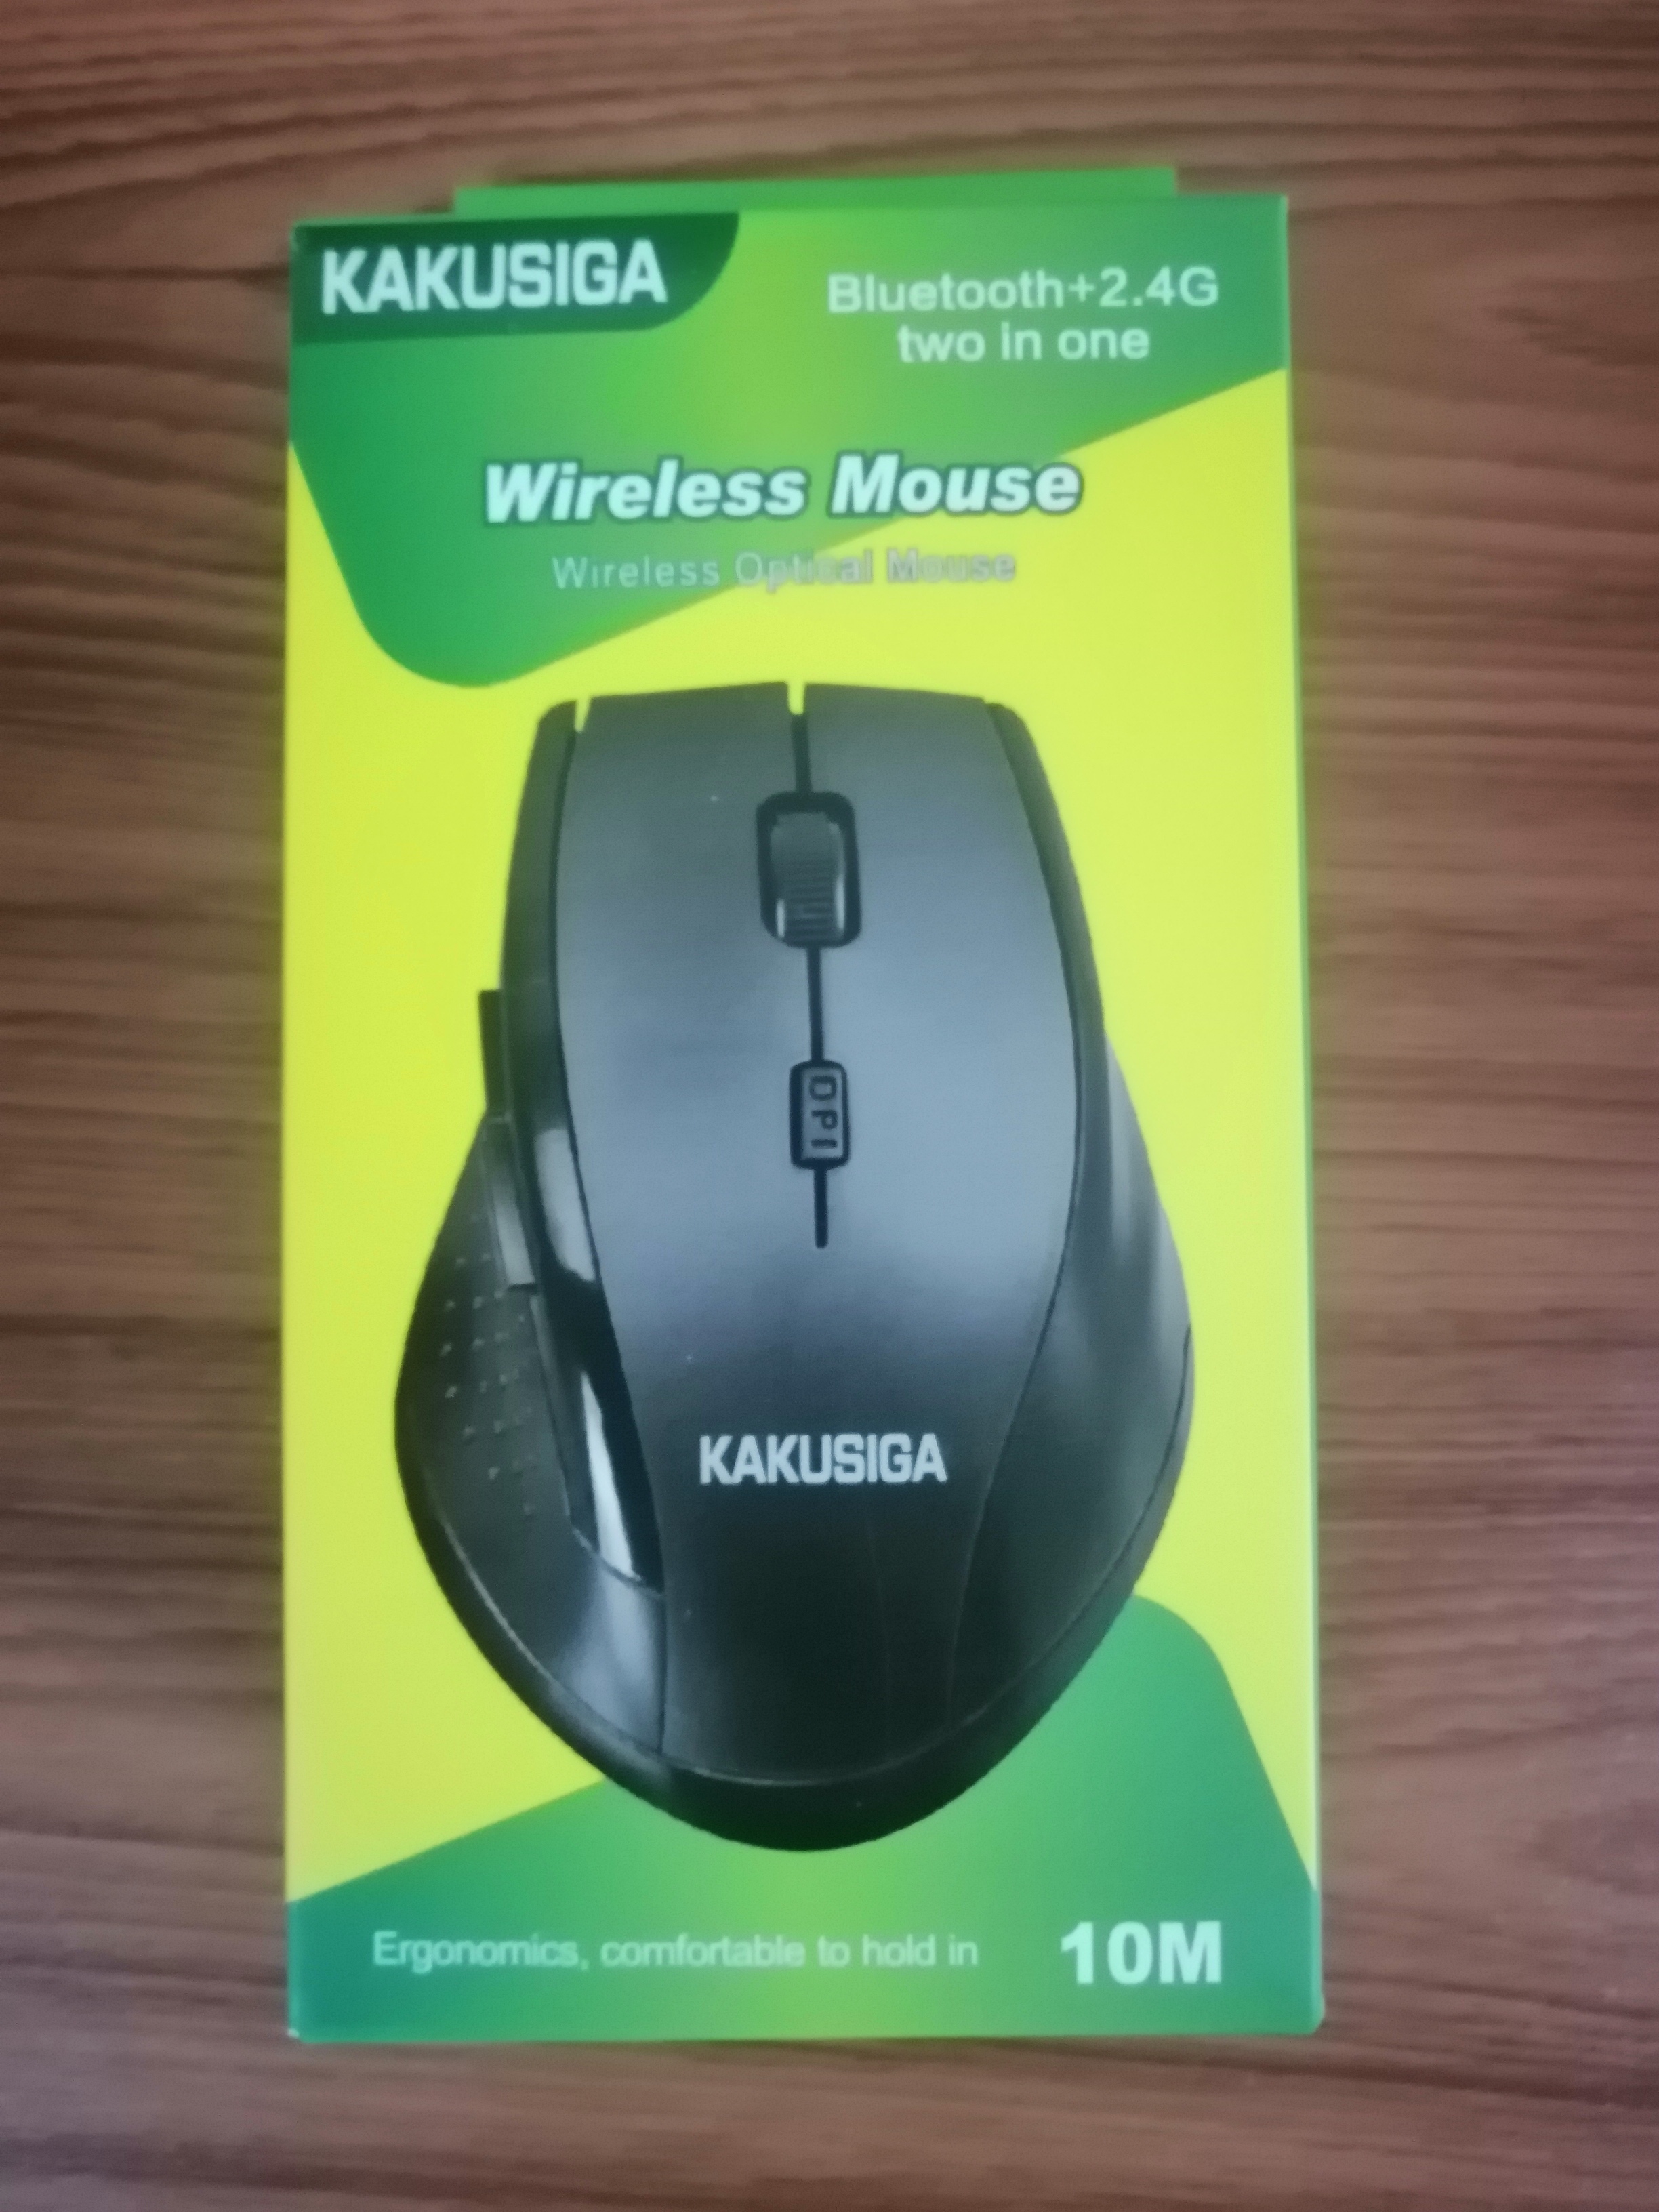 KAKUSIGA
Bluetooth+2.4G
two in one
Wireless Mouse
Wireless Optical Mouse
DPI
KAKUSIGA
Ergonomics, comfortable to hold in
10M